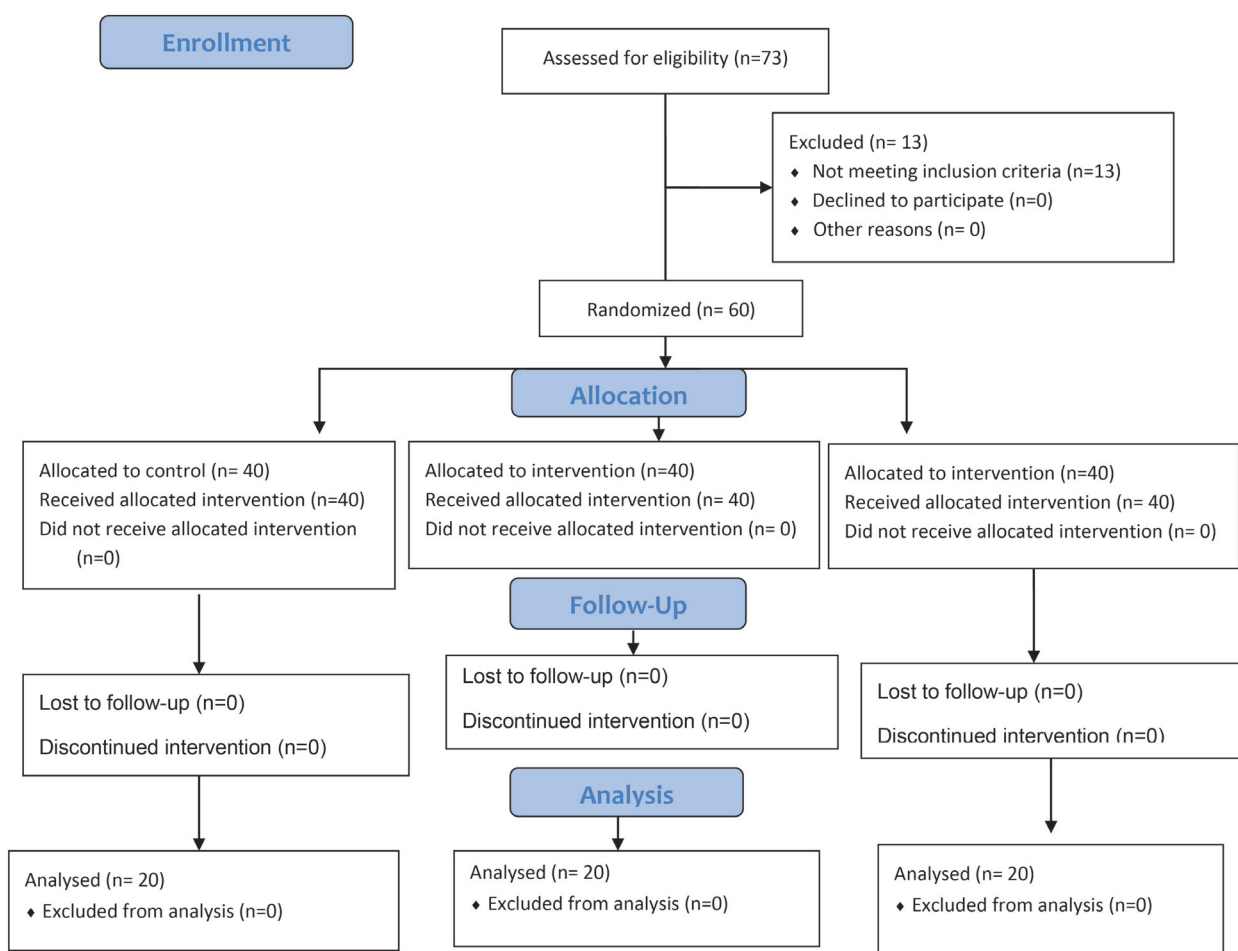 Enrollment
Assessed for eligibility (n=73)
Excluded (n= 13)
♦ Not meeting inclusion criteria (n=13)
♦ Declined to participate (n=0)
♦ Other reasons (n= 0)
Randomized (n= 60)
Allocation
Allocated to control (n= 40)
Received allocated intervention (n=40)
Did not receive allocated intervention
(n=0)
Allocated to intervention (n=40)
Received allocated intervention (n= 40)
Did not receive allocated intervention (n= 0)
Allocated to intervention (n=40)
Received allocated intervention (n= 40)
Did not receive allocated intervention (n= 0)
Follow-Up
Lost to follow-up (n=0)
Discontinued intervention (n=0)
Lost to follow-up (n=0)
Discontinued intervention (n=0)
Lost to follow-up (n=0)
Discontinued intervention (n=0)
Analysis
Analysed (n= 20)
♦ Excluded from analysis (n=0)
Analysed (n= 20)
♦ Excluded from analysis (n=0)
Analysed (n= 20)
♦ Excluded from analysis (n=0)